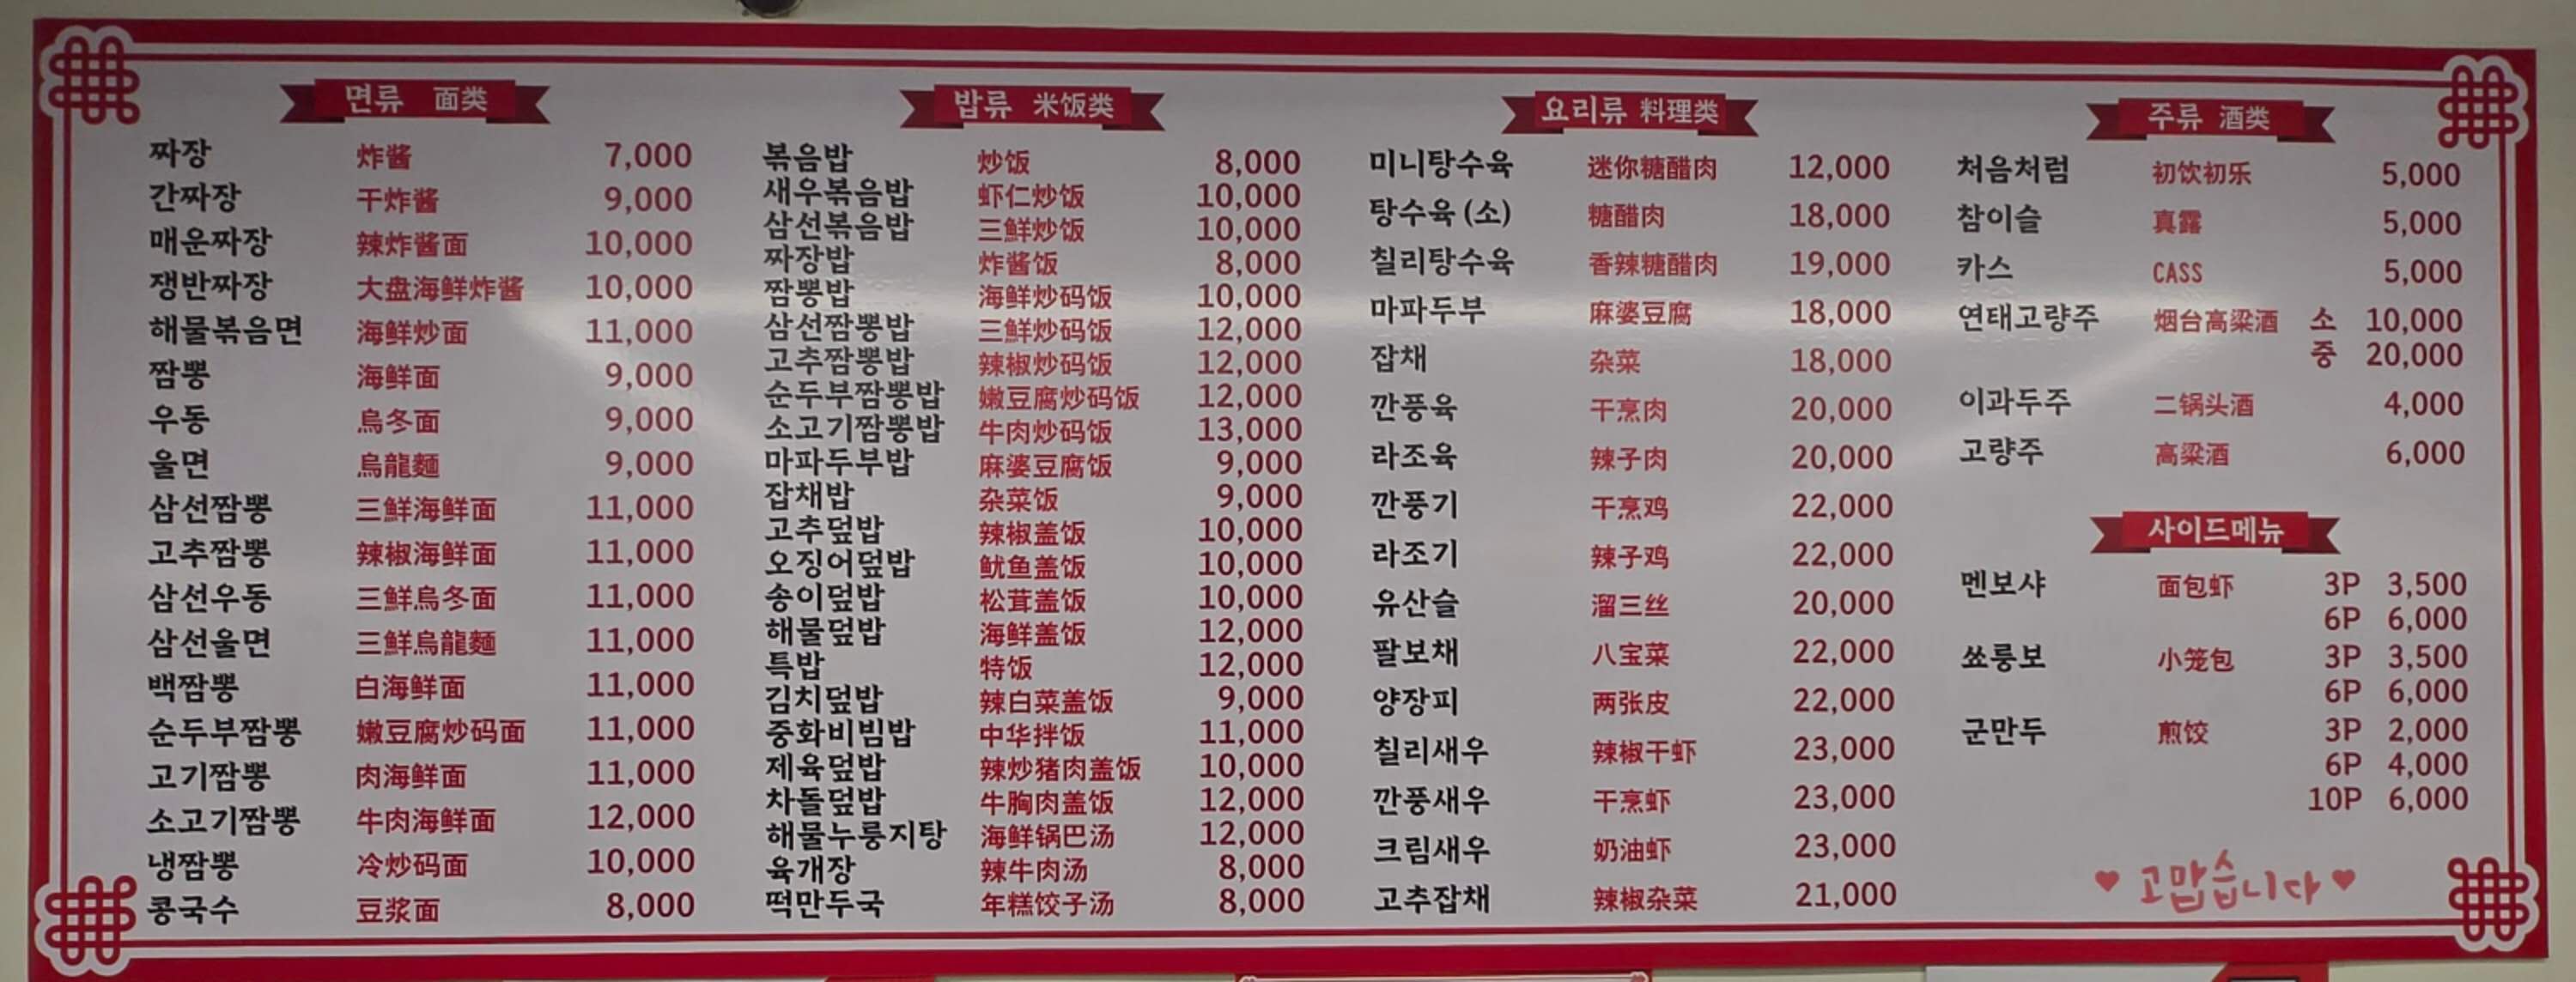 면류 面类
짜장 炸酱 7,000
간짜장 干炸酱 9,000
매운짜장 辣炸酱面 10,000
쟁반짜장 大盘海鲜炸酱 10,000
해물볶음면 海鲜炒面 11,000
짬뽕 海鲜面 9,000
우동 烏冬面 9,000
울면 烏龍麵 9,000
삼선짬뽕 三鮮海鲜面 11,000
고추짬뽕 辣椒海鲜面 11,000
삼선우동 三鮮烏冬面 11,000
삼선울면 三鮮烏龍麵 11,000
백짬뽕 白海鲜面 11,000
순두부짬뽕 嫩豆腐炒码面 11,000
고기짬뽕 肉海鲜面 11,000
소고기짬뽕 牛肉海鲜面 12,000
냉짬뽕 冷炒码面 10,000
콩국수 豆浆面 8,000
밥류 米饭类
볶음밥 炒饭 8,000
새우볶음밥 虾仁炒饭 10,000
삼선볶음밥 三鲜炒饭 10,000
짜장밥 炸酱饭 8,000
짬뽕밥 海鲜炒码饭 10,000
삼선짬뽕밥 三鲜炒码饭 12,000
고추짬뽕밥 辣椒炒码饭 12,000
순두부짬뽕밥 嫩豆腐炒码饭 12,000
소고기짬뽕밥 牛肉炒码饭 13,000
마파두부밥 麻婆豆腐饭 9,000
잡채밥 杂菜饭 9,000
고추덮밥 辣椒盖饭 10,000
오징어덮밥 鱿鱼盖饭 10,000
송이덮밥 松茸盖饭 10,000
해물덮밥 海鲜盖饭 12,000
특밥 特饭 12,000
김치덮밥 辣白菜盖饭 9,000
중화비빔밥 中华拌饭 11,000
제육덮밥 辣炒猪肉盖饭 10,000
차돌덮밥 牛胸肉盖饭 12,000
해물누룽지탕 海鲜锅巴汤 12,000
육개장 辣牛肉汤 8,000
떡만두국 年糕饺子汤 8,000
요리류 料理类
미니탕수육 迷你糖醋肉 12,000
탕수육 (소) 糖醋肉 18,000
칠리탕수육 香辣糖醋肉 19,000
마파두부 麻婆豆腐 18,000
잡채 杂菜 18,000
깐풍육 干烹肉 20,000
라조육 辣子肉 20,000
깐풍기 干烹鸡 22,000
라조기 辣子鸡 22,000
유산슬 溜三丝 20,000
팔보채 八宝菜 22,000
양장피 两张皮 22,000
칠리새우 辣椒干虾 23,000
깐풍새우 干烹虾 23,000
크림새우 奶油虾 23,000
고추잡채 辣椒杂菜 21,000
주류 酒类
처음처럼 初饮初乐 5,000
참이슬 真露 5,000
카스 CASS 5,000
연태고량주 烟台高粱酒 소 10,000
중 20,000
이과두주 二锅头酒 4,000
고량주 高粱酒 6,000
사이드메뉴
멘보샤 面包虾 3P 3,500
6P 6,000
쏘롱보 小笼包 3P 3,500
6P 6,000
군만두 煎饺 3P 2,000
6P 4,000
10P 6,000
♥ 고맙습니다 ♥